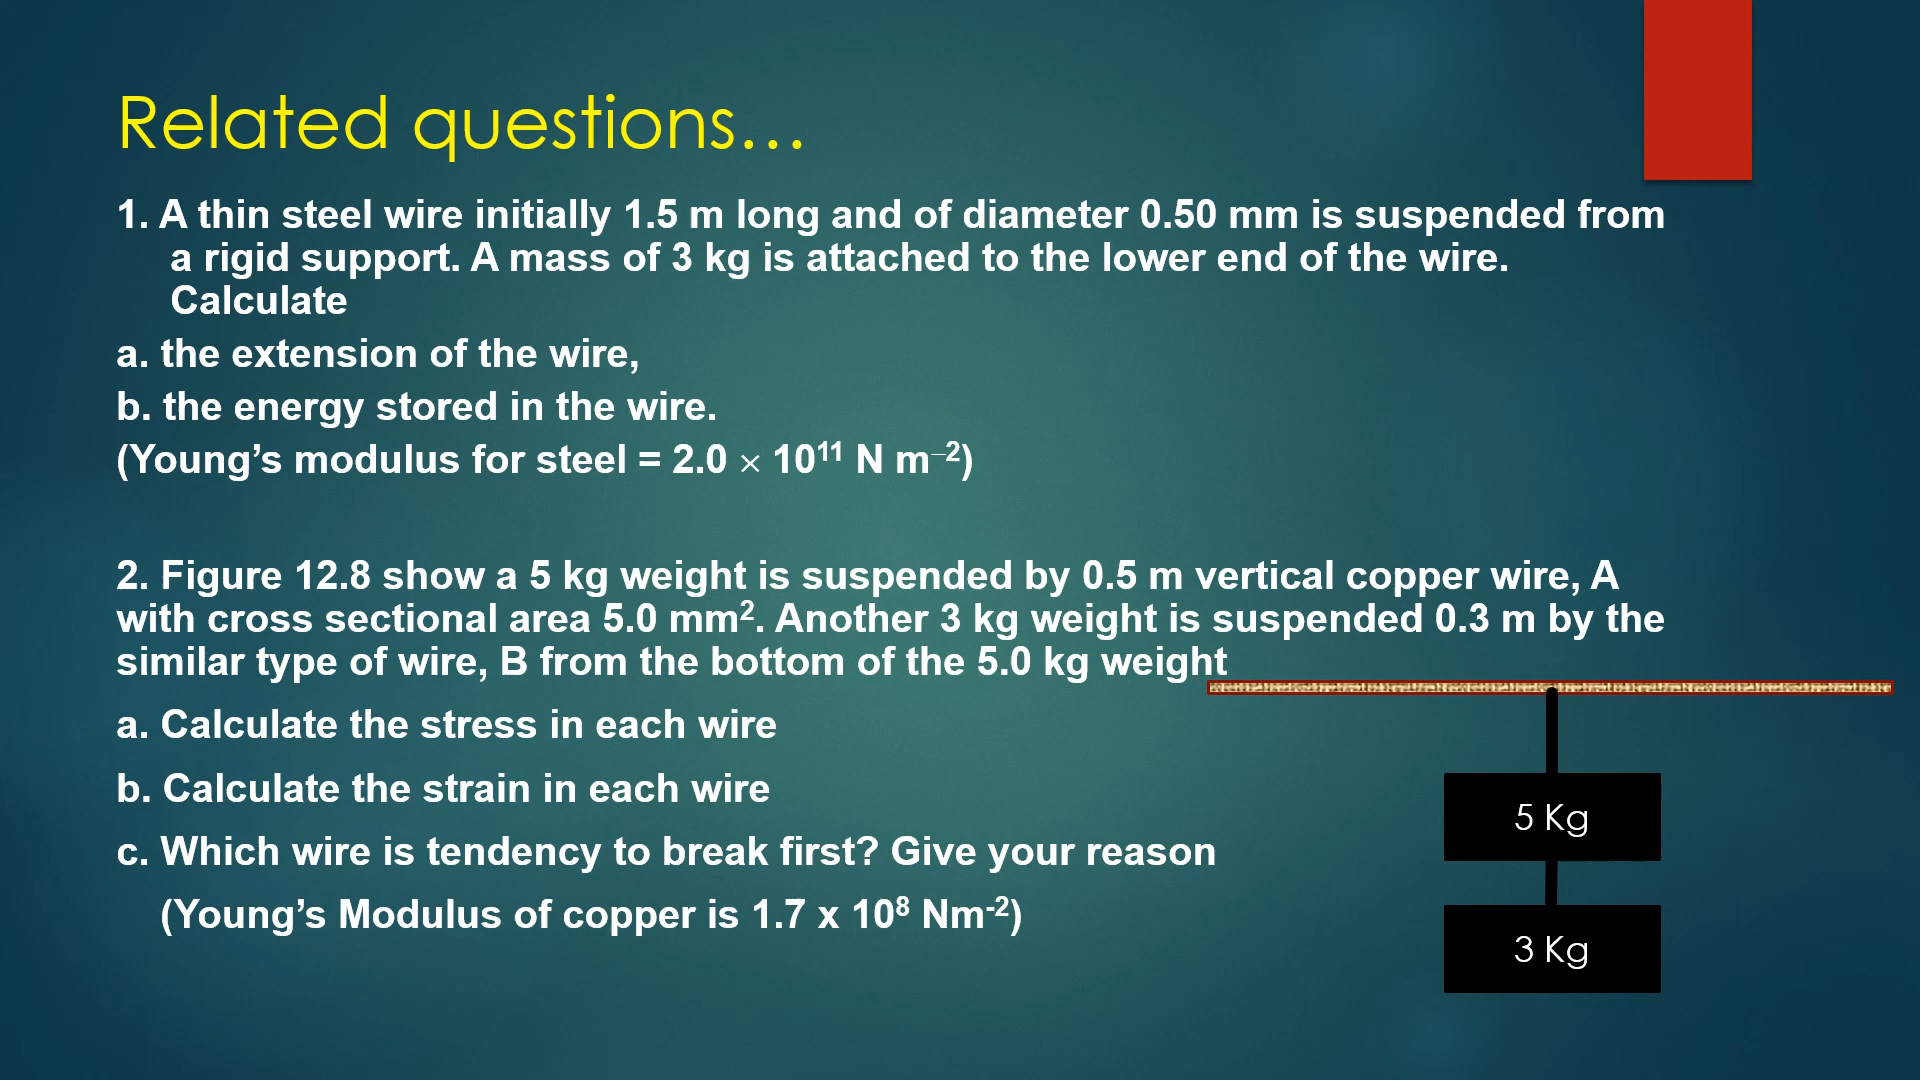 Related questions…
1. A thin steel wire initially 1.5 m long and of diameter 0.50 mm is suspended from
a rigid support. A mass of 3 kg is attached to the lower end of the wire.
Calculate
a. the extension of the wire,
b. the energy stored in the wire.
(Young’s modulus for steel = 2.0 × 10¹¹ N m⁻²)
2. Figure 12.8 show a 5 kg weight is suspended by 0.5 m vertical copper wire, A
with cross sectional area 5.0 mm². Another 3 kg weight is suspended 0.3 m by the
similar type of wire, B from the bottom of the 5.0 kg weight
a. Calculate the stress in each wire
b. Calculate the strain in each wire
c. Which wire is tendency to break first? Give your reason
(Young’s Modulus of copper is 1.7 x 10⁸ Nm⁻²)
5 Kg
3 Kg